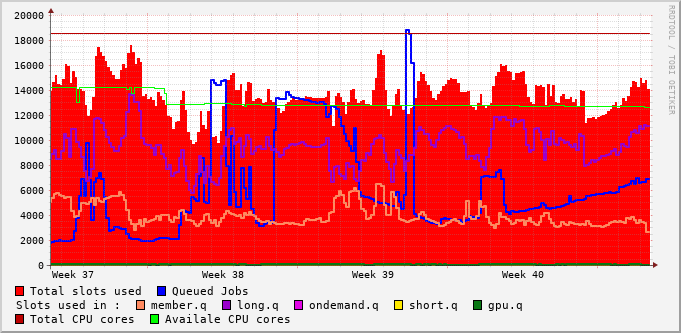 20000
18000
16000
14000
12000
10000
8000
6000
4000
2000
0
Week 37 Week 38 Week 39 Week 40
RRDTOOL / TOBI OETIKER
Total slots used Queued Jobs
Slots used in : member.q long.q ondemand.q short.q gpu.q
Total CPU cores Availale CPU cores